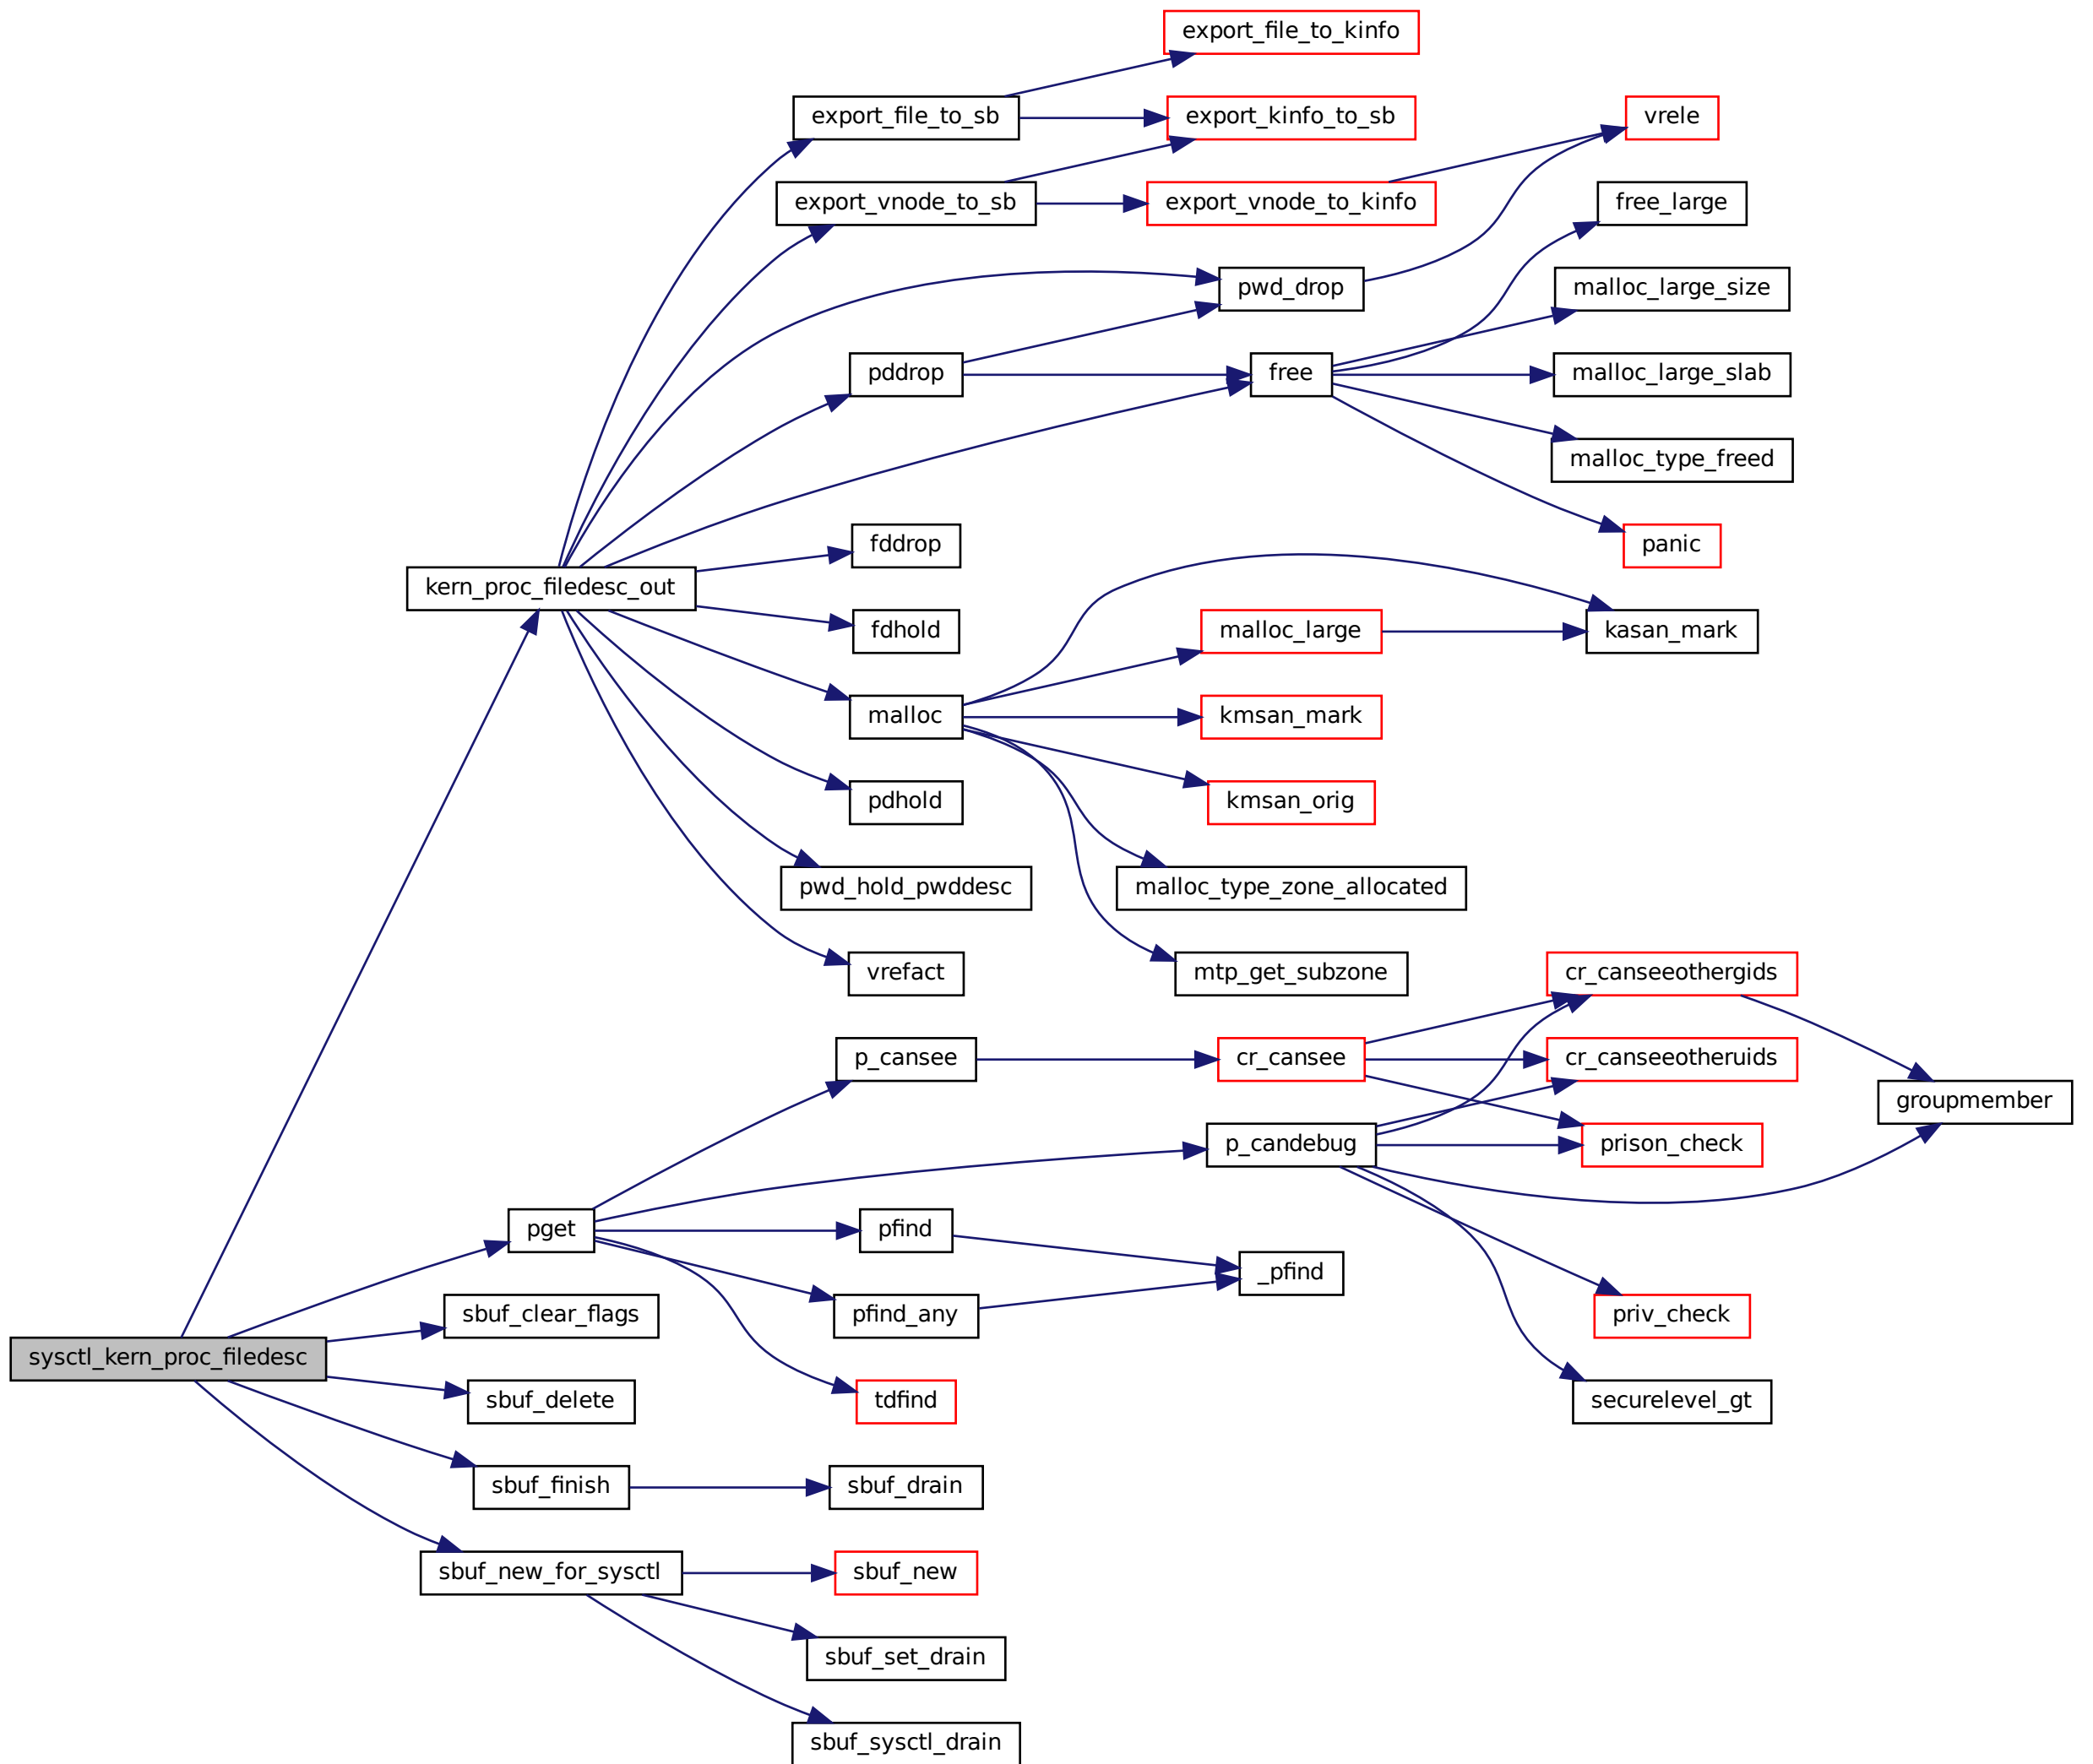 export_file_to_kinfo
export_file_to_sb
export_kinfo_to_sb
vrele
export_vnode_to_sb
export_vnode_to_kinfo
free_large
pwd_drop
malloc_large_size
pddrop
free
malloc_large_slab
malloc_type_freed
fddrop
panic
kern_proc_filedesc_out
fdhold
malloc_large
kasan_mark
malloc
kmsan_mark
pdhold
kmsan_orig
pwd_hold_pwddesc
malloc_type_zone_allocated
vrefact
mtp_get_subzone
cr_canseeothergids
p_cansee
cr_cansee
cr_canseeotheruids
groupmember
p_candebug
prison_check
pget
pfind
_pfind
sbuf_clear_flags
pfind_any
priv_check
sysctl_kern_proc_filedesc
sbuf_delete
tdfind
securelevel_gt
sbuf_finish
sbuf_drain
sbuf_new_for_sysctl
sbuf_new
sbuf_set_drain
sbuf_sysctl_drain